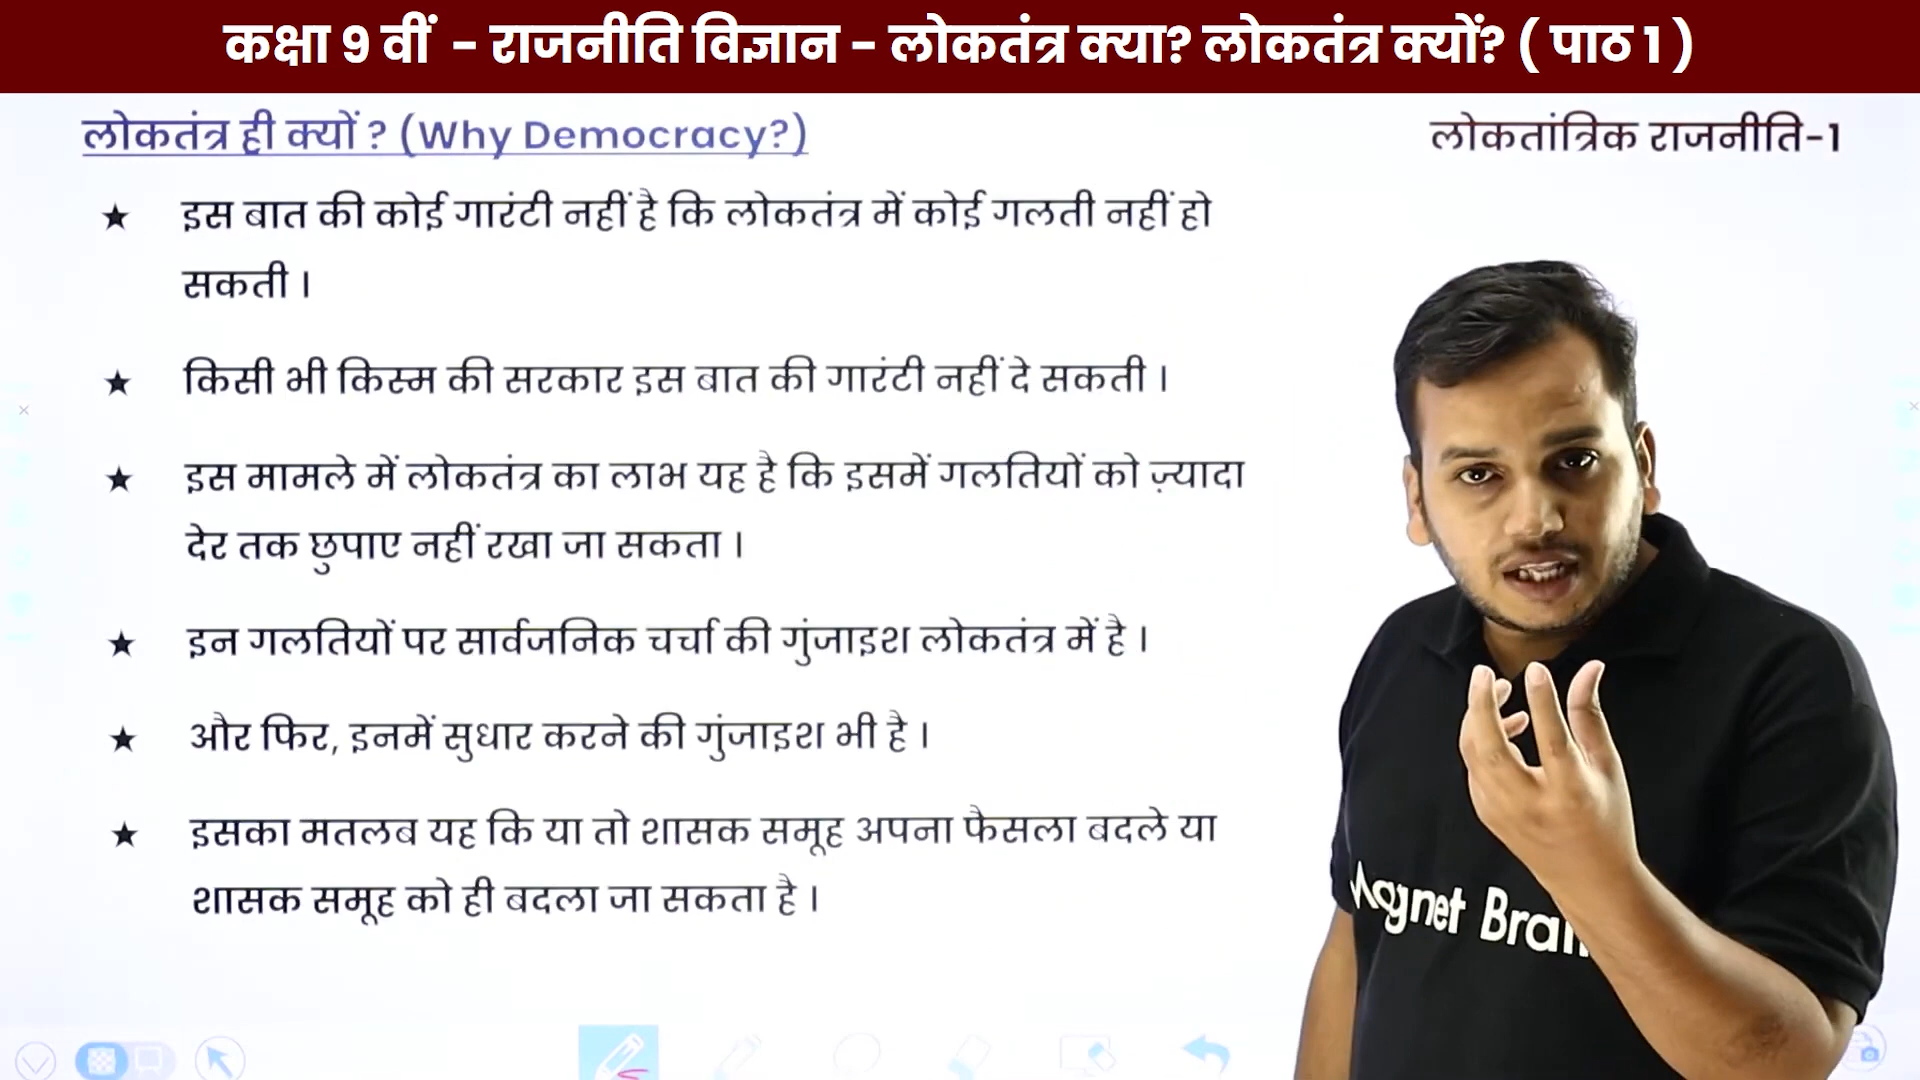 कक्षा 9 वीं - राजनीति विज्ञान - लोकतंत्र क्या? लोकतंत्र क्यों? ( पाठ 1 )
लोकतंत्र ही क्यों ? (Why Democracy?)
लोकतांत्रिक राजनीति-1
★ इस बात की कोई गारंटी नहीं है कि लोकतंत्र में कोई गलती नहीं हो
सकती ।
★ किसी भी किस्म की सरकार इस बात की गारंटी नहीं दे सकती ।
★ इस मामले में लोकतंत्र का लाभ यह है कि इसमें गलतियों को ज़्यादा
देर तक छुपाए नहीं रखा जा सकता ।
★ इन गलतियों पर सार्वजनिक चर्चा की गुंजाइश लोकतंत्र में है ।
★ और फिर, इनमें सुधार करने की गुंजाइश भी है ।
★ इसका मतलब यह कि या तो शासक समूह अपना फैसला बदले या
शासक समूह को ही बदला जा सकता है ।
Magnet Brain